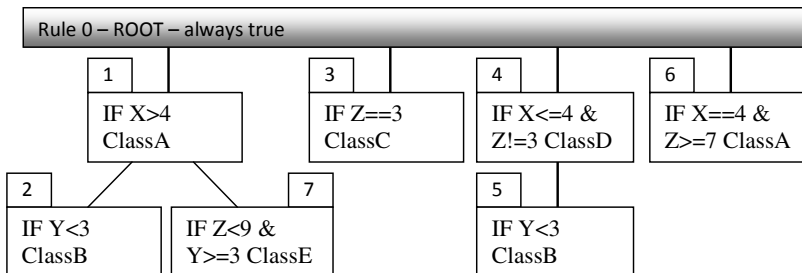 Rule 0 – ROOT – always true
1
3
4
6
IF X>4
ClassA
IF Z==3
ClassC
IF X<=4 &
Z!=3 ClassD
IF X==4 &
Z>=7 ClassA
2
7
5
IF Y<3
ClassB
IF Z<9 &
Y>=3 ClassE
IF Y<3
ClassB